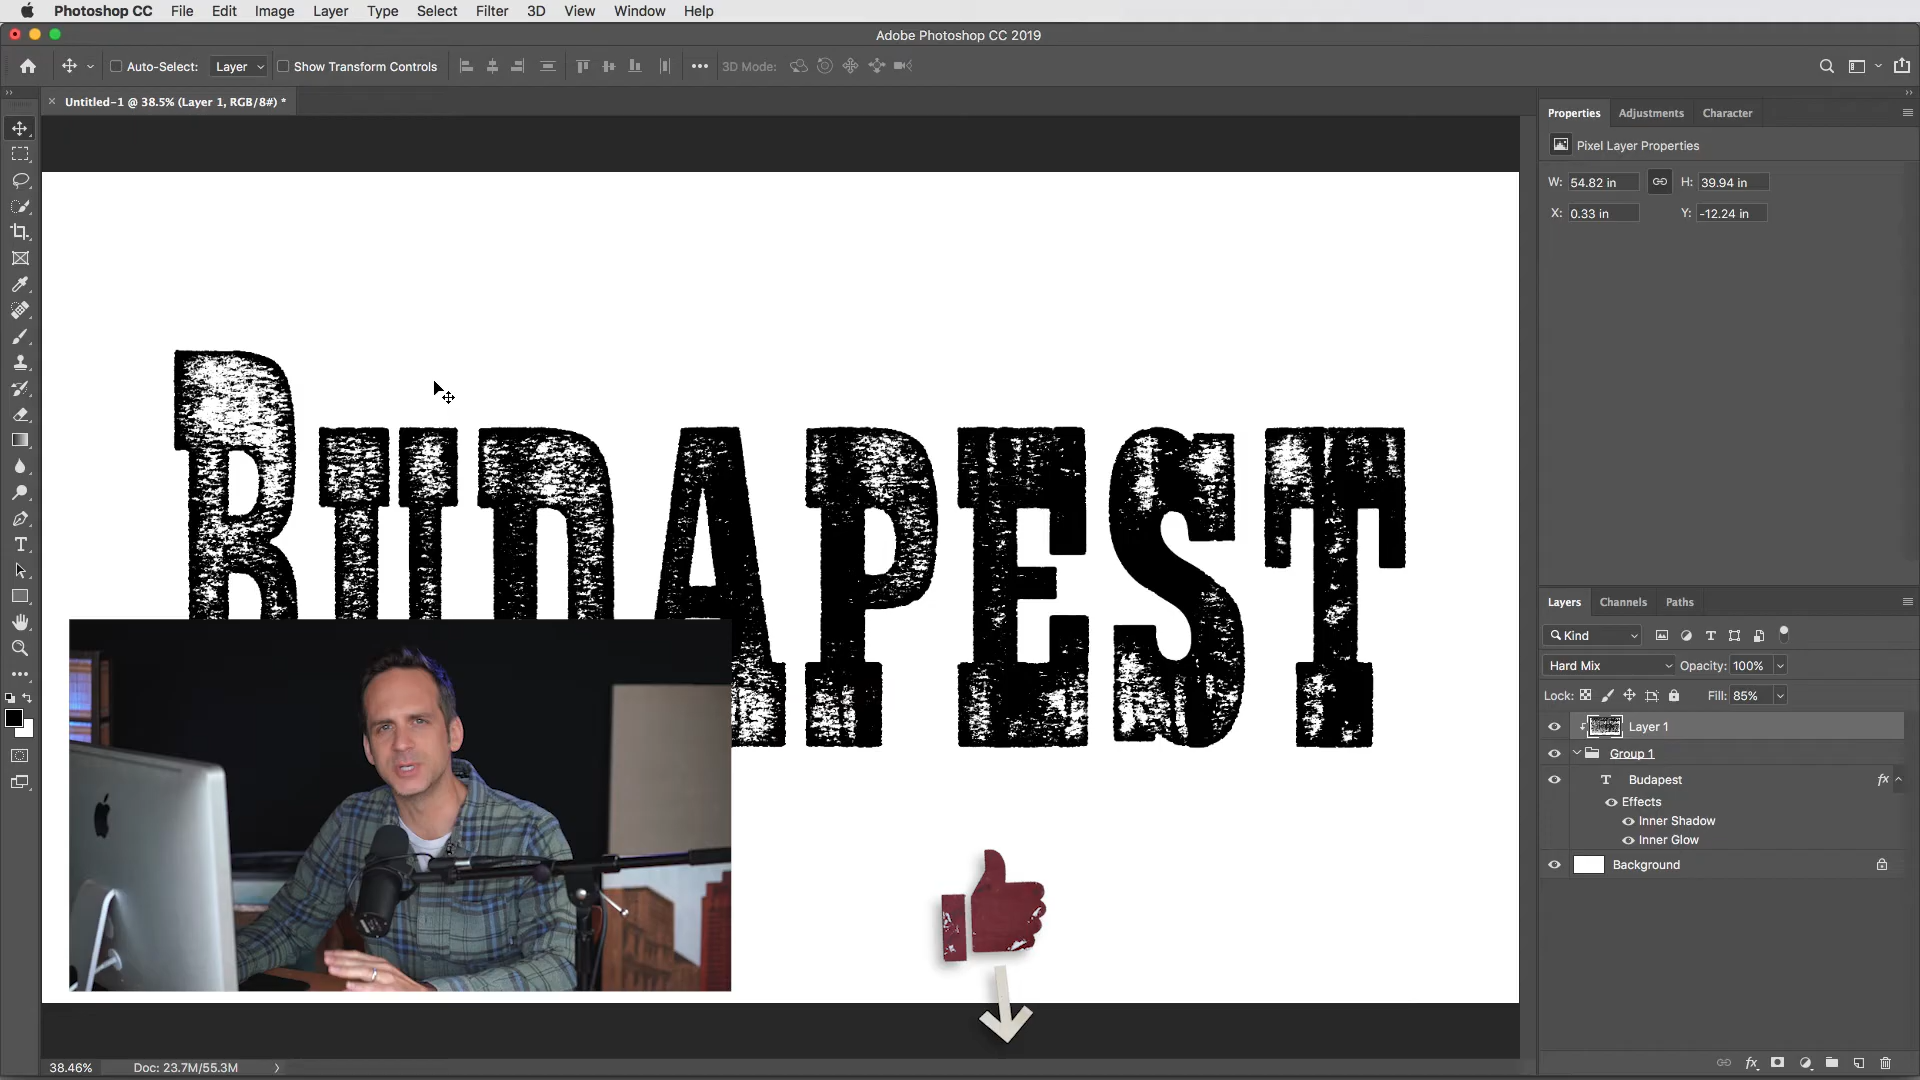 Photoshop CC File Edit Image Layer Type Select Filter 3D View Window Help
Adobe Photoshop CC 2019
Auto-Select: Layer Show Transform Controls 3D Mode:
Untitled-1 @ 38.5% (Layer 1, RGB/8#) *
Properties Adjustments Character
Pixel Layer Properties
W: 54.82 in H: 39.94 in
X: 0.33 in Y: -12.24 in
BUDAPEST
Layers Channels Paths
Kind
Hard Mix Opacity: 100%
Lock: Fill: 85%
Layer 1
Group 1
Budapest fx
Effects
Inner Shadow
Inner Glow
Background
38.46% Doc: 23.7M/55.3M